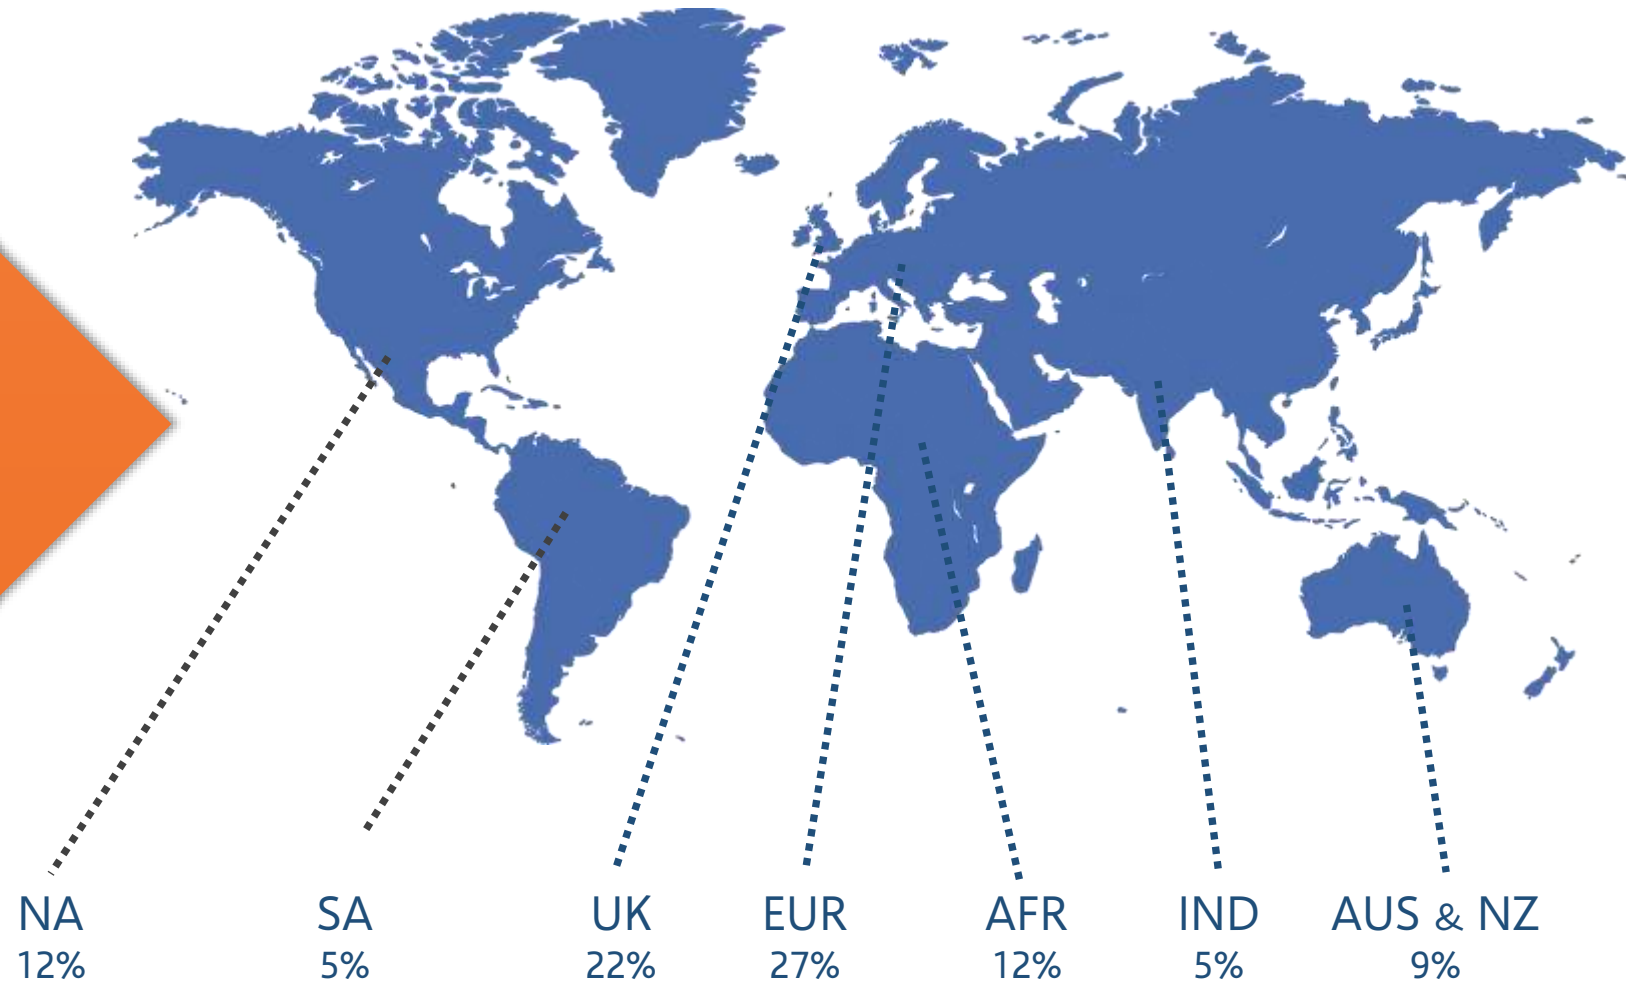 NA SA UK EUR AFR IND AUS & NZ
12% 5% 22% 27% 12% 5% 9%